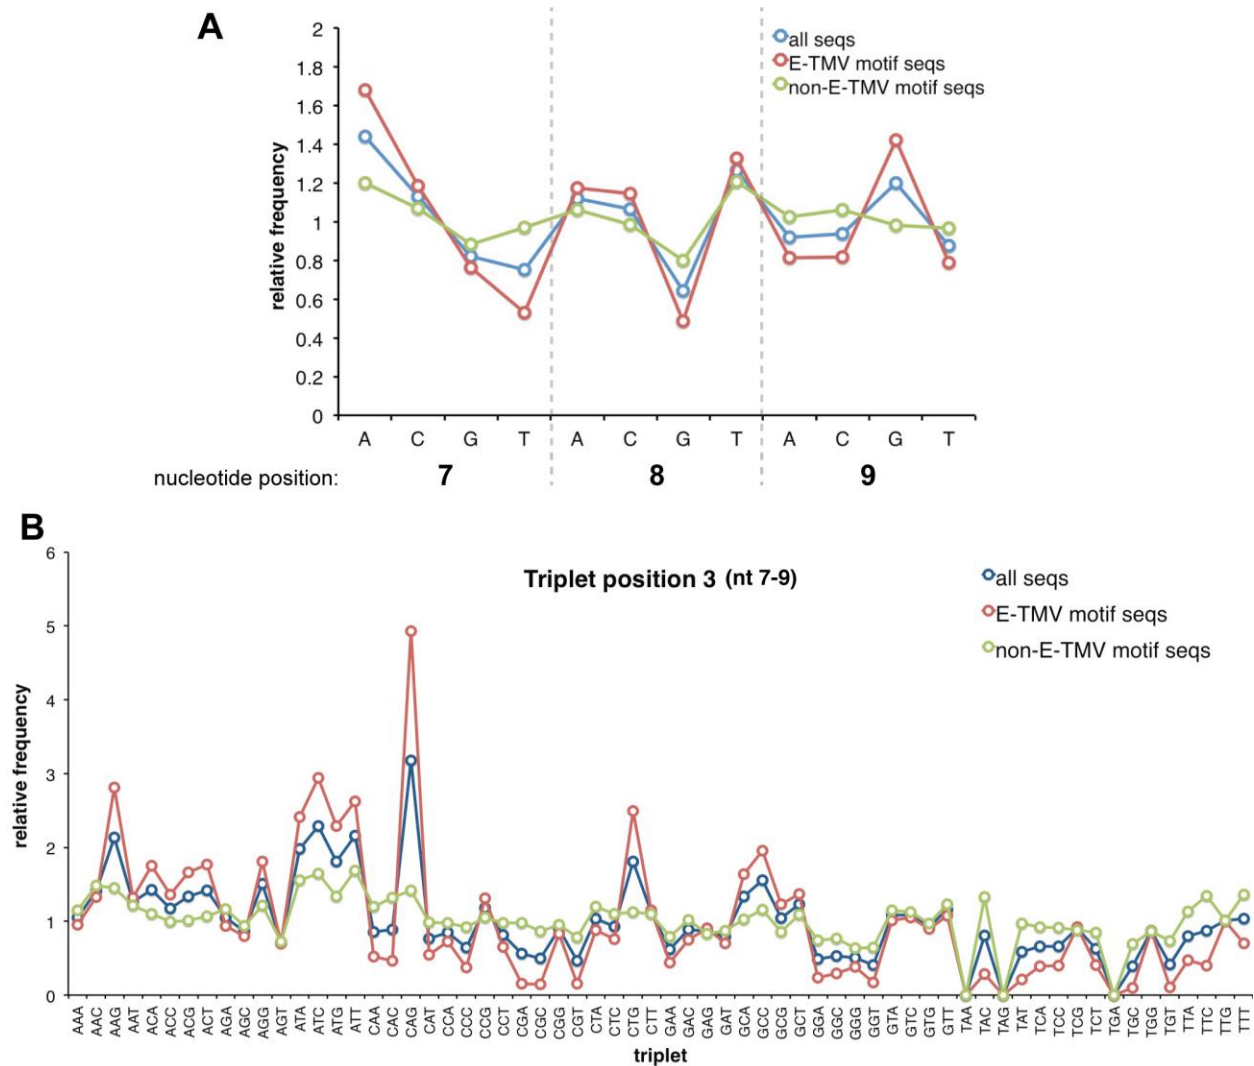 A
all seqs
E-TMV motif seqs
non-E-TMV motif seqs
relative frequency
2
1.8
1.6
1.4
1.2
1
0.8
0.6
0.4
0.2
0
A C G T A C G T A C G T
nucleotide position: 7 8 9
B
Triplet position 3 (nt 7-9)
all seqs
E-TMV motif seqs
non-E-TMV motif seqs
relative frequency
6
5
4
3
2
1
0
AAA AAC AAG AAT ACA ACC ACG ACT AGA AGC AGG AGT ATA ATC ATG ATT CAA CAC CAG CAT CCA CCC CCG CCT CGA CGC CGG CGT CTA CTC CTG CTT GAA GAC GAG GAT GCA GCC GCG GCT GGA GGC GGG GGT GTA GTC GTG GTT TAA TAC TAG TAT TCA TCC TCG TCT TGA TGC TGG TGT TTA TTC TTG TTT
triplet